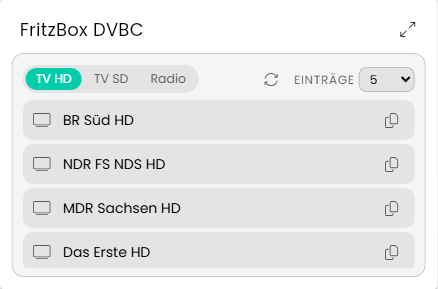 FritzBox DVBC
TV HD TV SD Radio EINTRÄGE 5
BR Süd HD
NDR FS NDS HD
MDR Sachsen HD
Das Erste HD